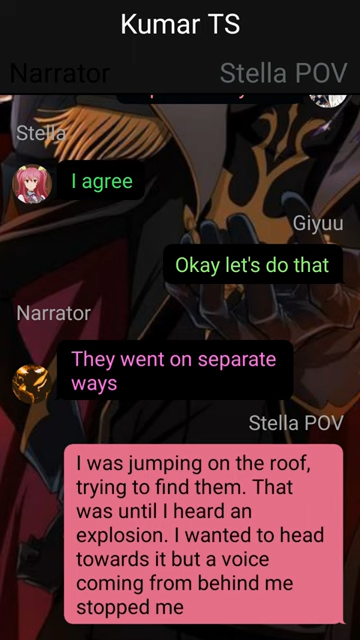 Kumar TS
Narrator
Stella POV
Stella
I agree
Giyuu
Okay let's do that
Narrator
They went on separate
ways
Stella POV
I was jumping on the roof,
trying to find them. That
was until I heard an
explosion. I wanted to head
towards it but a voice
coming from behind me
stopped me